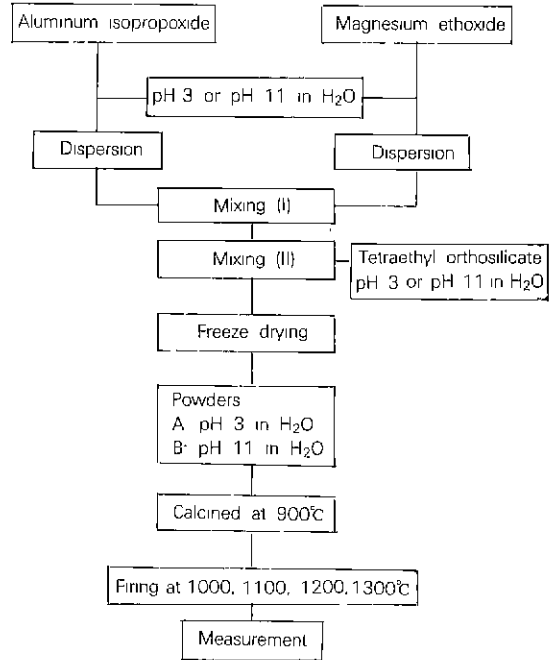 Aluminum isopropoxide
Magnesium ethoxide
pH 3 or pH 11 in H₂O
Dispersion
Dispersion
Mixing (I)
Mixing (II)
Tetraethyl orthosilicate
pH 3 or pH 11 in H₂O
Freeze drying
Powders
A pH 3 in H₂O
B· pH 11 in H₂O
Calcined at 900℃
Firing at 1000, 1100, 1200, 1300℃
Measurement